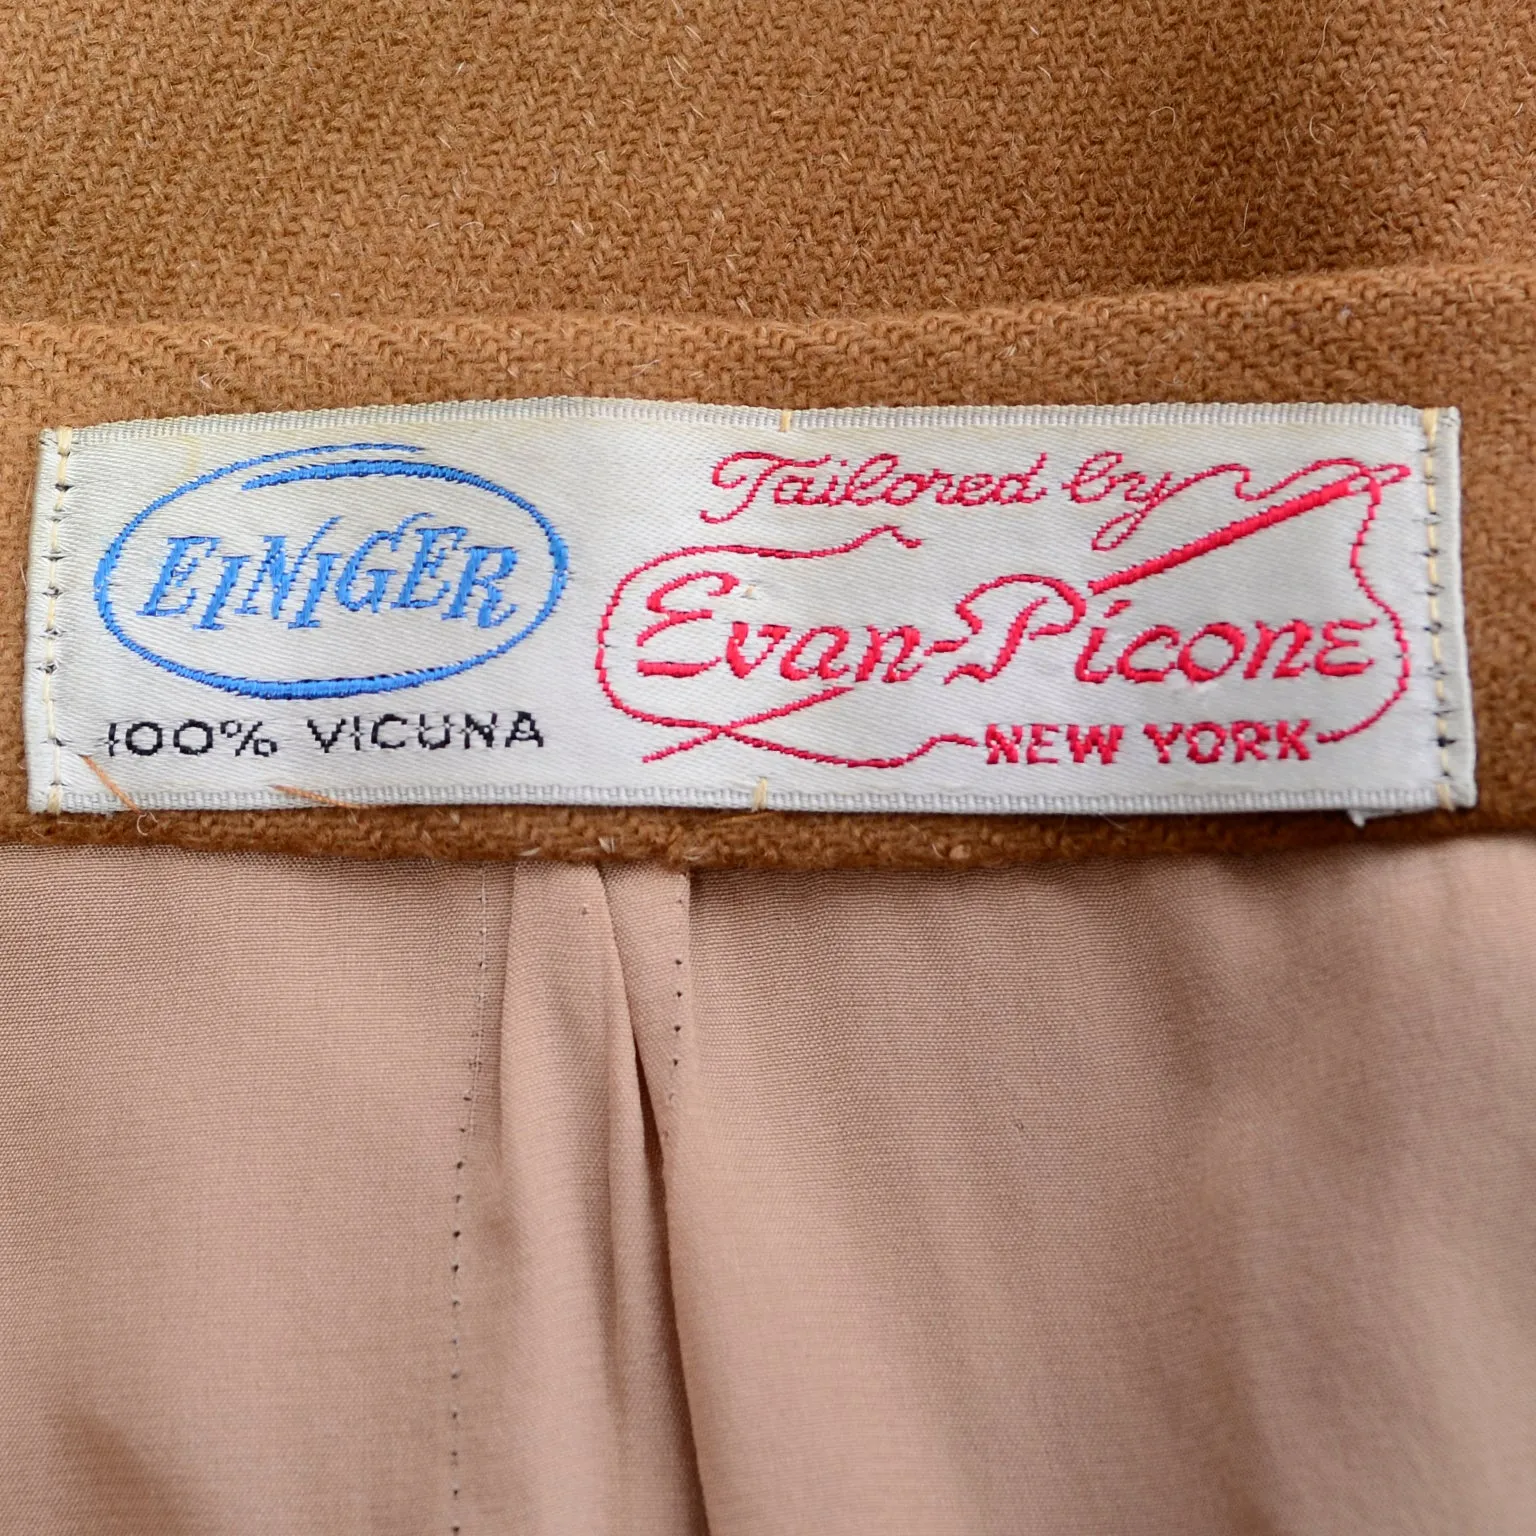 EINIGER
100% VICUNA
Tailored by
Evan-Picone
NEW YORK